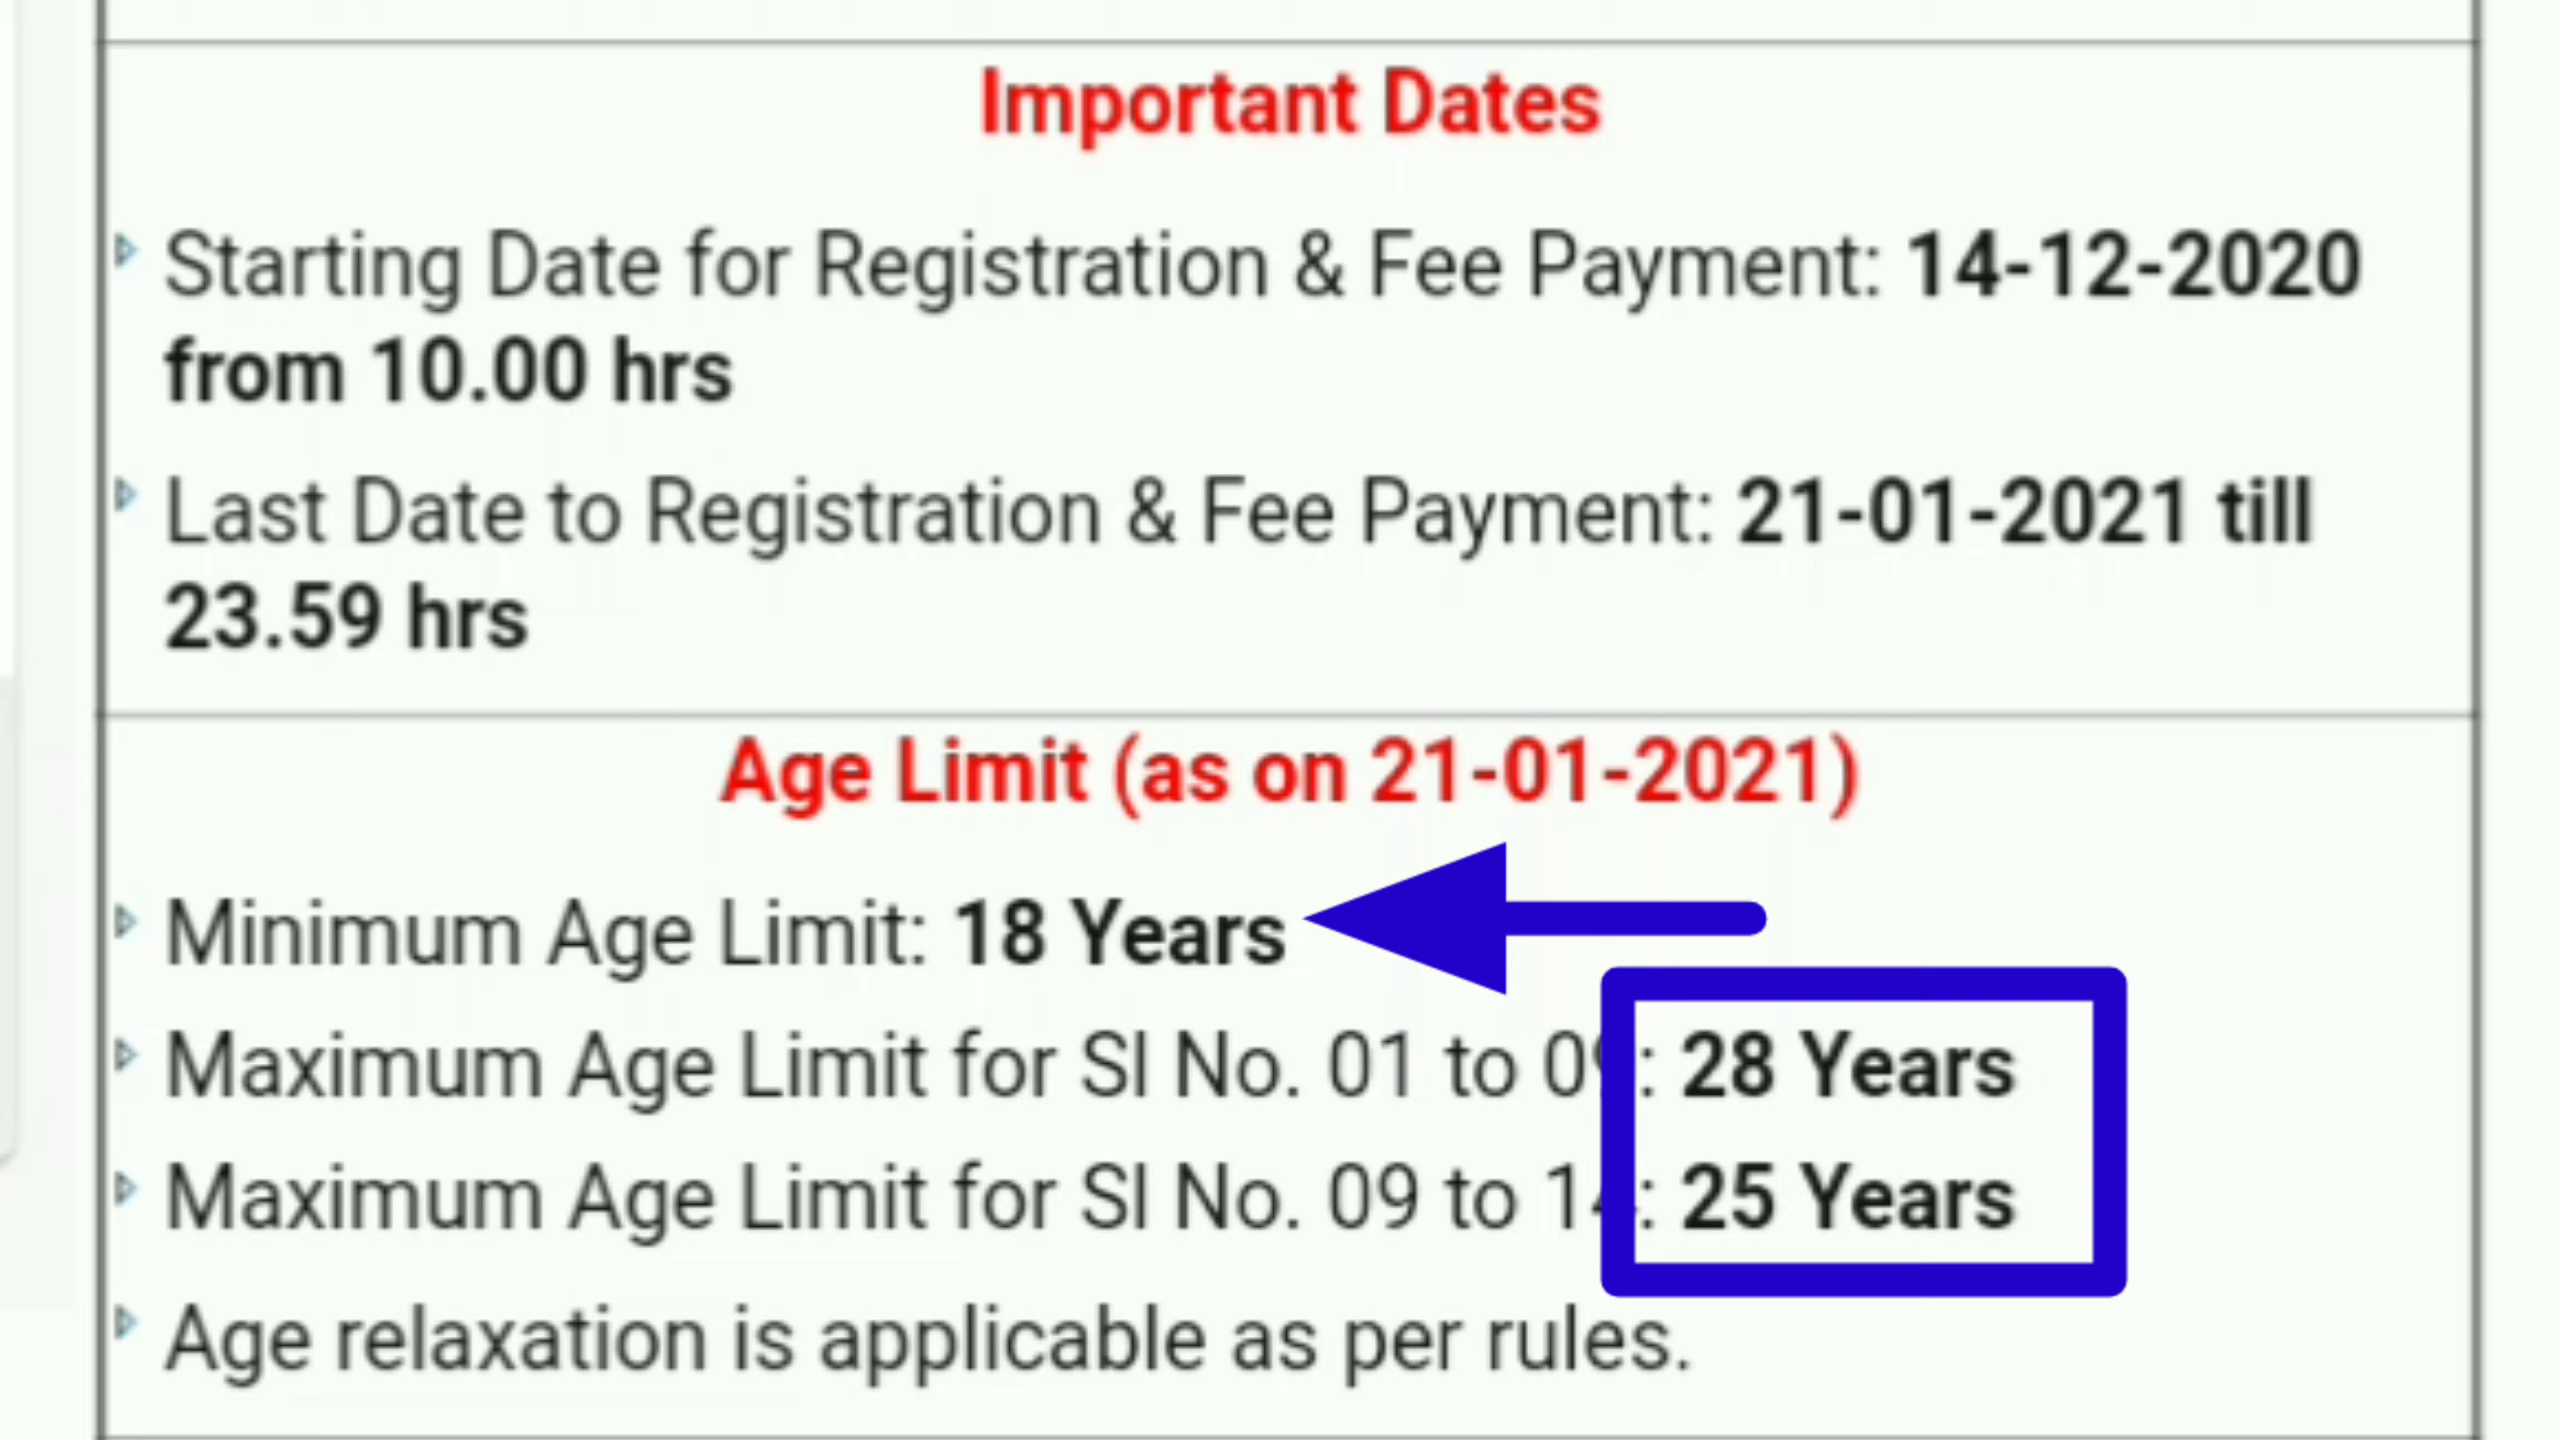 Important Dates
Starting Date for Registration & Fee Payment: 14-12-2020
from 10.00 hrs
Last Date to Registration & Fee Payment: 21-01-2021 till
23.59 hrs
Age Limit (as on 21-01-2021)
Minimum Age Limit: 18 Years
Maximum Age Limit for Sl No. 01 to 09: 28 Years
Maximum Age Limit for Sl No. 09 to 14: 25 Years
Age relaxation is applicable as per rules.